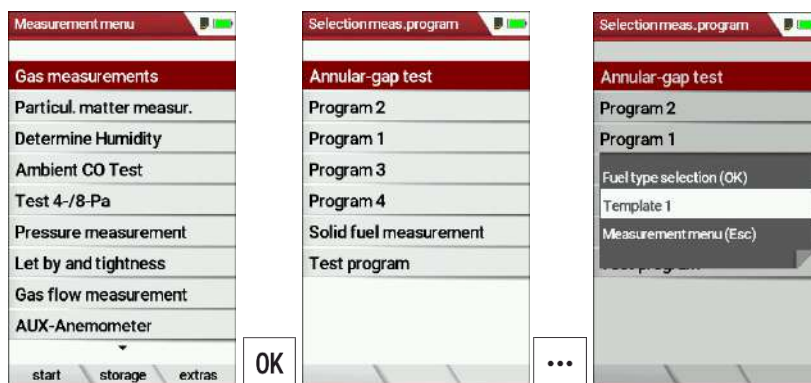 Measurement menu
Gas measurements
Particul. matter measur.
Determine Humidity
Ambient CO Test
Test 4-/8-Pa
Pressure measurement
Let by and tightness
Gas flow measurement
AUX-Anemometer
start storage extras
OK
Selection meas. program
Annular-gap test
Program 2
Program 1
Program 3
Program 4
Solid fuel measurement
Test program
...
Selection meas. program
Annular-gap test
Program 2
Program 1
Fuel type selection (OK)
Template 1
Measurement menu (Esc)